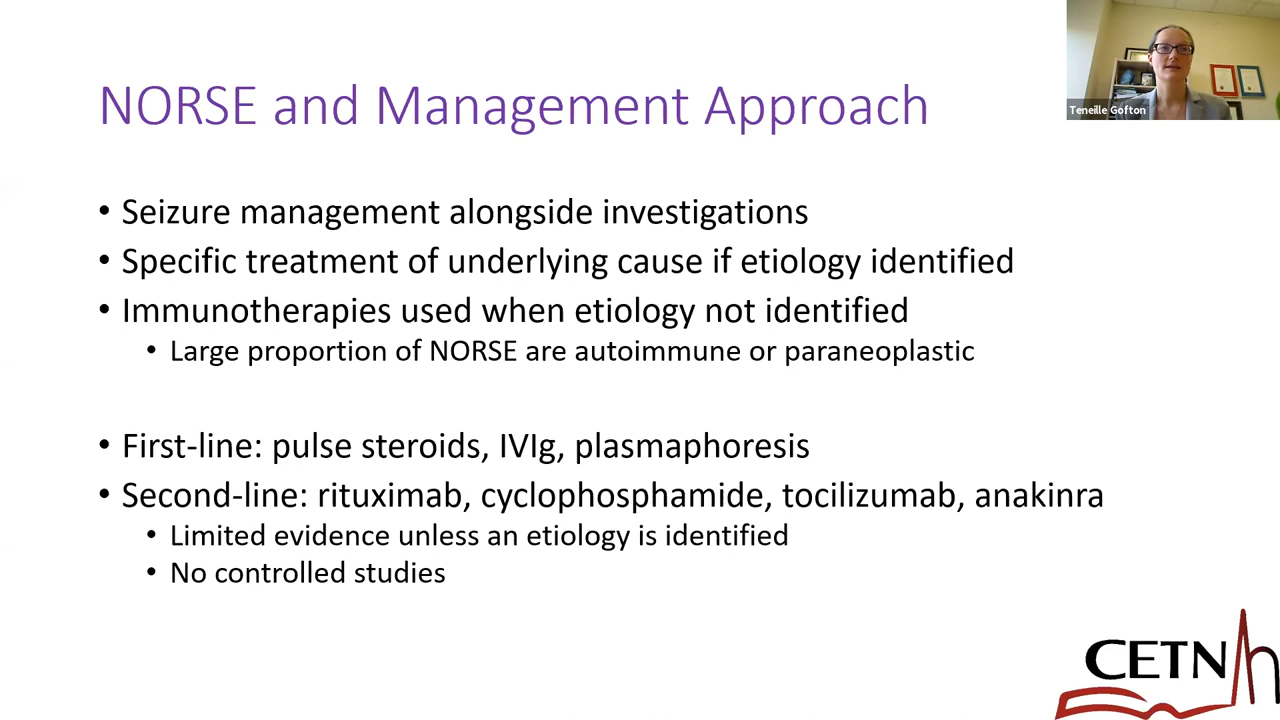 NORSE and Management Approach
Teneille Gofton
• Seizure management alongside investigations
• Specific treatment of underlying cause if etiology identified
• Immunotherapies used when etiology not identified
• Large proportion of NORSE are autoimmune or paraneoplastic
• First-line: pulse steroids, IVIg, plasmaphoresis
• Second-line: rituximab, cyclophosphamide, tocilizumab, anakinra
• Limited evidence unless an etiology is identified
• No controlled studies
CETN